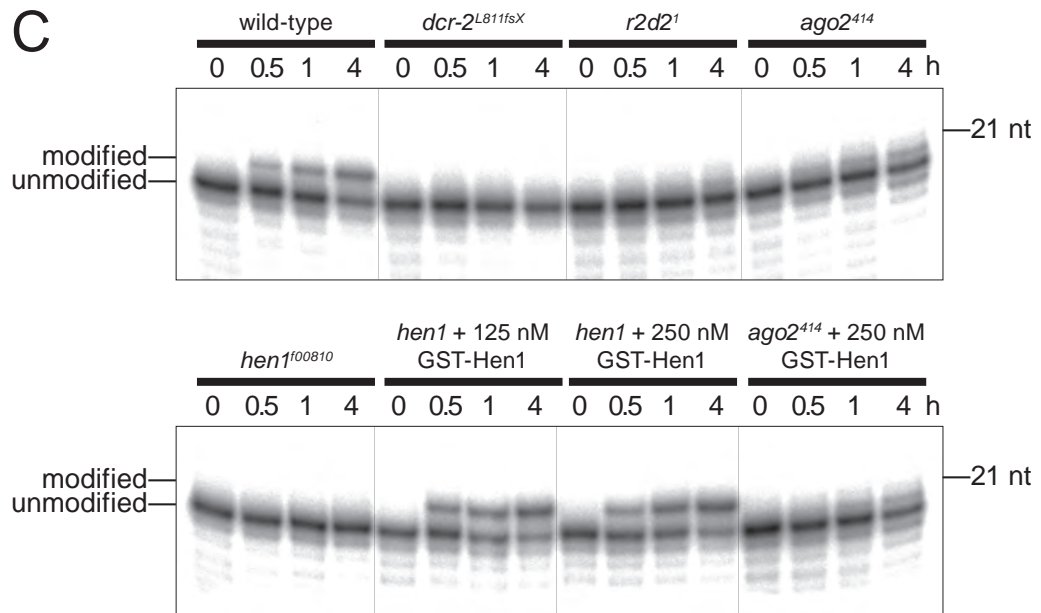 C
wild-type dcr-2L811fsX r2d2¹ ago2⁴¹⁴
0 0.5 1 4 0 0.5 1 4 0 0.5 1 4 0 0.5 1 4 h
21 nt
modified
unmodified
hen1 + 125 nM hen1 + 250 nM ago2⁴¹⁴ + 250 nM
hen1f00810 GST-Hen1 GST-Hen1 GST-Hen1
0 0.5 1 4 0 0.5 1 4 0 0.5 1 4 0 0.5 1 4 h
modified
21 nt
unmodified